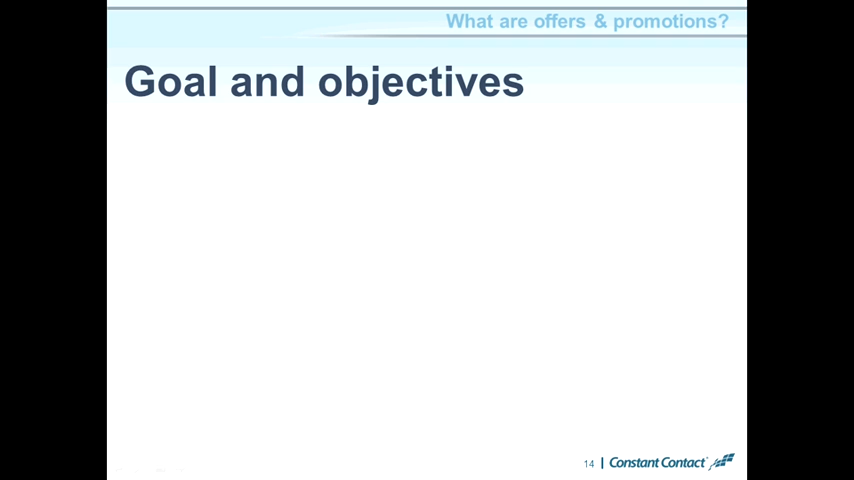 What are offers & promotions?
Goal and objectives
14 | Constant Contact